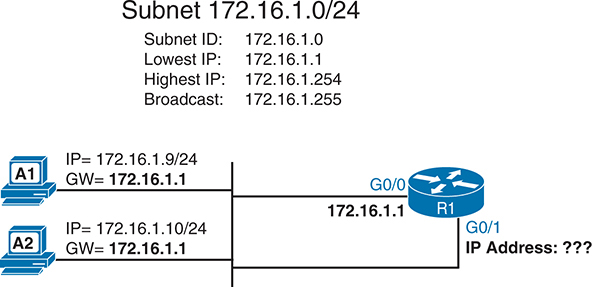 Subnet 172.16.1.0/24
Subnet ID: 172.16.1.0
Lowest IP: 172.16.1.1
Highest IP: 172.16.1.254
Broadcast: 172.16.1.255
A1
IP= 172.16.1.9/24
GW= 172.16.1.1
G0/0
172.16.1.1
R1
A2
IP= 172.16.1.10/24
GW= 172.16.1.1
G0/1
IP Address: ???